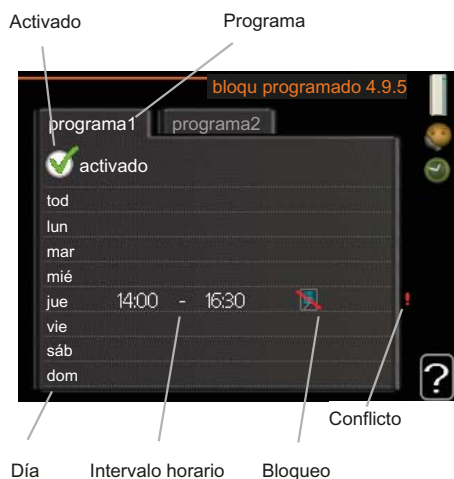 Activado
Programa
bloqu programado 4.9.5
programa1
programa2
activado
tod
lun
mar
mié
jue 14:00 - 16:30 !
vie
sáb
dom
?
Conflicto
Día
Intervalo horario
Bloqueo